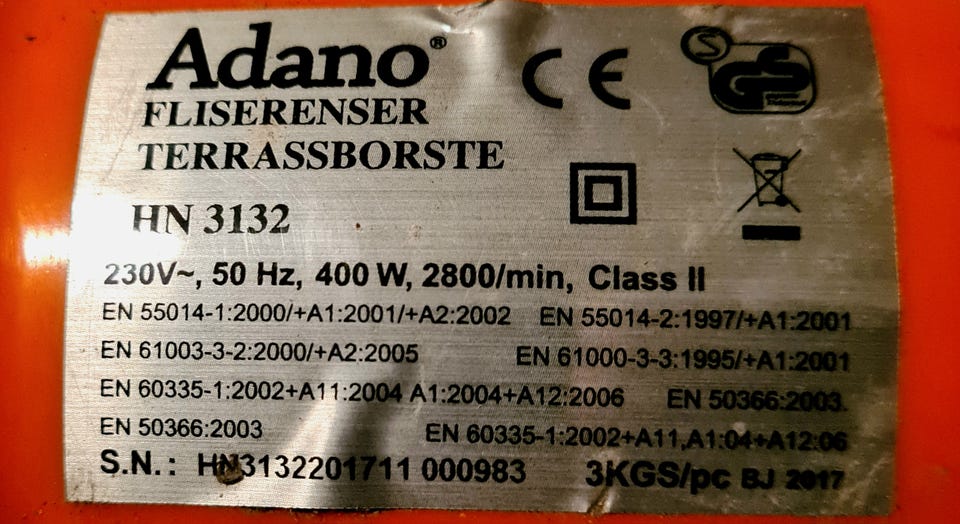 Adano®
FLISERENSER
TERRASSBORSTE
HN 3132
CE
S GS
230V~, 50 Hz, 400 W, 2800/min, Class II
EN 55014-1:2000/+A1:2001/+A2:2002 EN 55014-2:1997/+A1:2001
EN 61003-3-2:2000/+A2:2005 EN 61000-3-3:1995/+A1:2001
EN 60335-1:2002+A11:2004 A1:2004+A12:2006 EN 50366:2003.
EN 50366:2003 EN 60335-1:2002+A11,A1:04+A12:06
S.N.: HN3132201711 000983 3KGS/pc BJ 2017